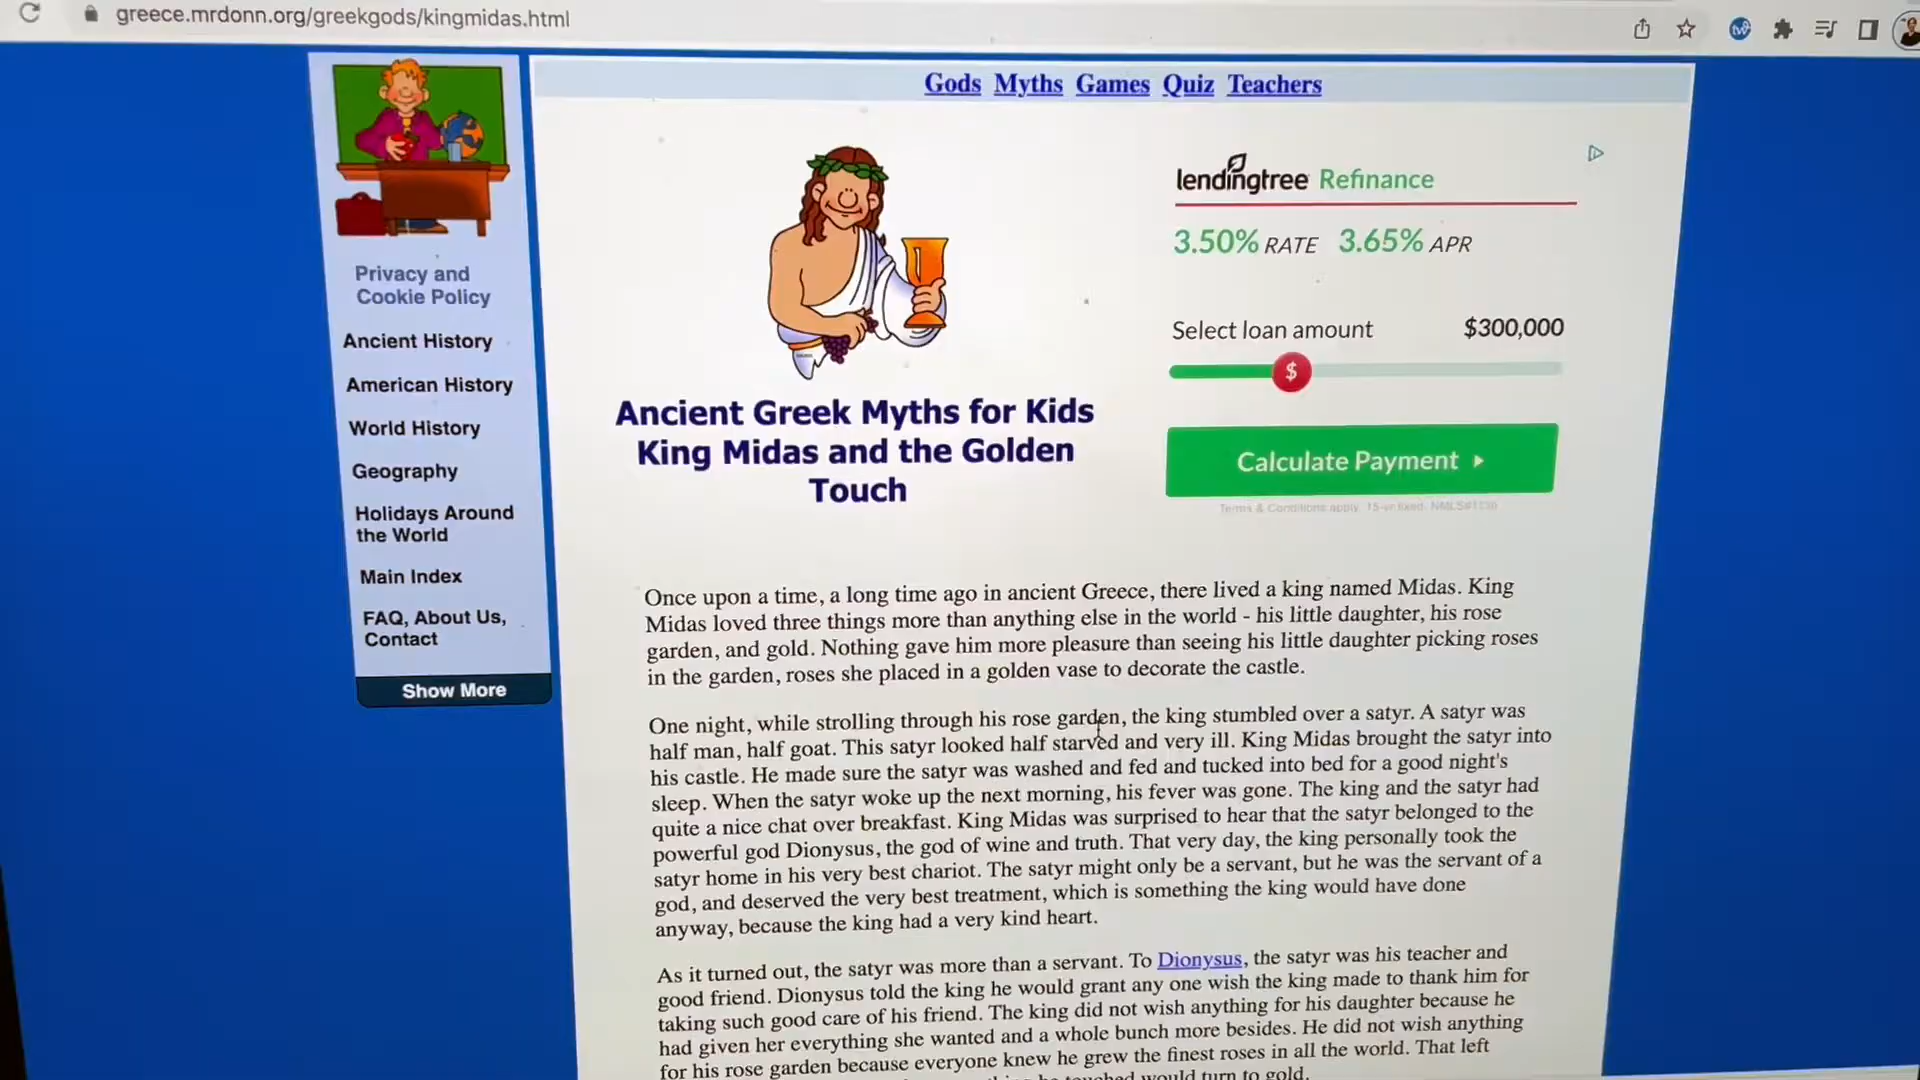 greece.mrdonn.org/greekgods/kingmidas.html
Gods Myths Games Quiz Teachers
Privacy and
Cookie Policy
Ancient History
American History
World History
Geography
Holidays Around
the World
Main Index
FAQ, About Us,
Contact
Show More
lendingtree Refinance
3.50% RATE 3.65% APR
Select loan amount $300,000
$
Calculate Payment
Terms & Conditions apply. 15-yr fixed. NMLS#1136
Ancient Greek Myths for Kids
King Midas and the Golden
Touch
Once upon a time, a long time ago in ancient Greece, there lived a king named Midas. King
Midas loved three things more than anything else in the world - his little daughter, his rose
garden, and gold. Nothing gave him more pleasure than seeing his little daughter picking roses
in the garden, roses she placed in a golden vase to decorate the castle.
One night, while strolling through his rose garden, the king stumbled over a satyr. A satyr was
half man, half goat. This satyr looked half starved and very ill. King Midas brought the satyr into
his castle. He made sure the satyr was washed and fed and tucked into bed for a good night's
sleep. When the satyr woke up the next morning, his fever was gone. The king and the satyr had
quite a nice chat over breakfast. King Midas was surprised to hear that the satyr belonged to the
powerful god Dionysus, the god of wine and truth. That very day, the king personally took the
satyr home in his very best chariot. The satyr might only be a servant, but he was the servant of a
god, and deserved the very best treatment, which is something the king would have done
anyway, because the king had a very kind heart.
As it turned out, the satyr was more than a servant. To Dionysus, the satyr was his teacher and
good friend. Dionysus told the king he would grant any one wish the king made to thank him for
taking such good care of his friend. The king did not wish anything for his daughter because he
had given her everything she wanted and a whole bunch more besides. He did not wish anything
for his rose garden because everyone knew he grew the finest roses in all the world. That left
touched would turn to gold.